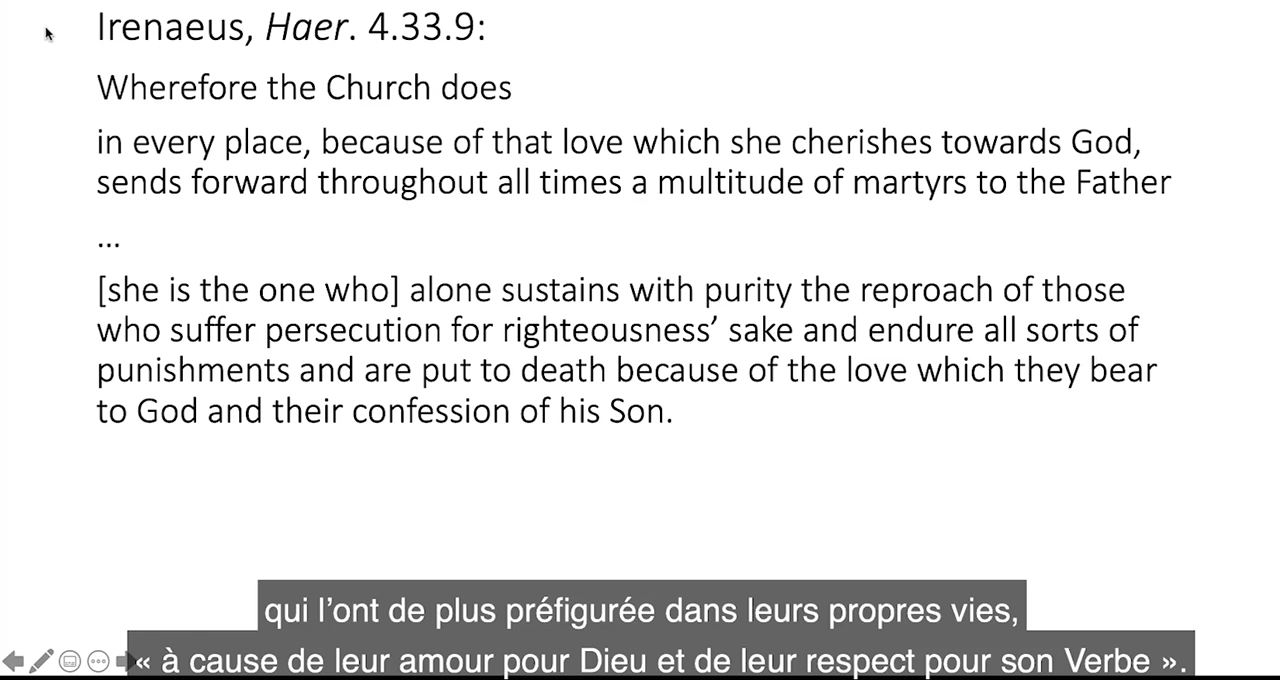 Irenaeus, Haer. 4.33.9:
Wherefore the Church does
in every place, because of that love which she cherishes towards God,
sends forward throughout all times a multitude of martyrs to the Father
...
[she is the one who] alone sustains with purity the reproach of those
who suffer persecution for righteousness’ sake and endure all sorts of
punishments and are put to death because of the love which they bear
to God and their confession of his Son.
qui l’ont de plus préfigurée dans leurs propres vies,
« à cause de leur amour pour Dieu et de leur respect pour son Verbe ».